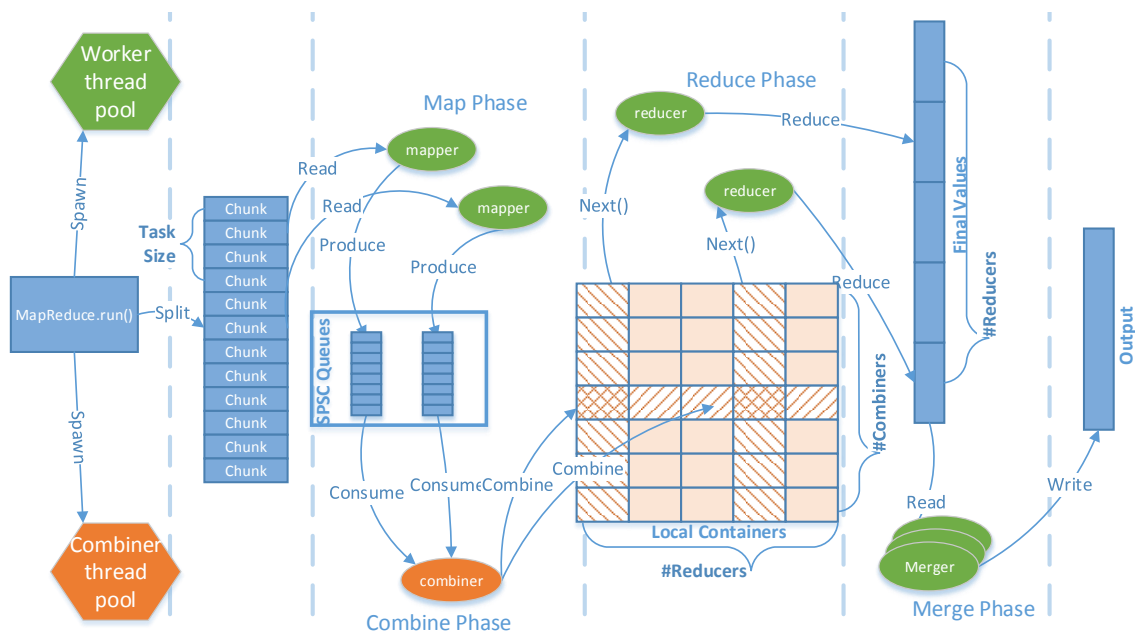 Worker
thread
pool
Spawn
MapReduce.run()
Split
Spawn
Combiner
thread
pool
Task
Size
Chunk
Chunk
Chunk
Chunk
Chunk
Chunk
Chunk
Chunk
Chunk
Chunk
Chunk
Chunk
Map Phase
Read
mapper
Read
mapper
Produce
Produce
SPSC Queues
Consume
Consume
combiner
Combine Phase
Combine
Combine
Reduce Phase
reducer
Reduce
reducer
Next()
Next()
Reduce
Local Containers
#Reducers
#Combiners
Final Values
#Reducers
Read
Merger
Write
Merge Phase
Output